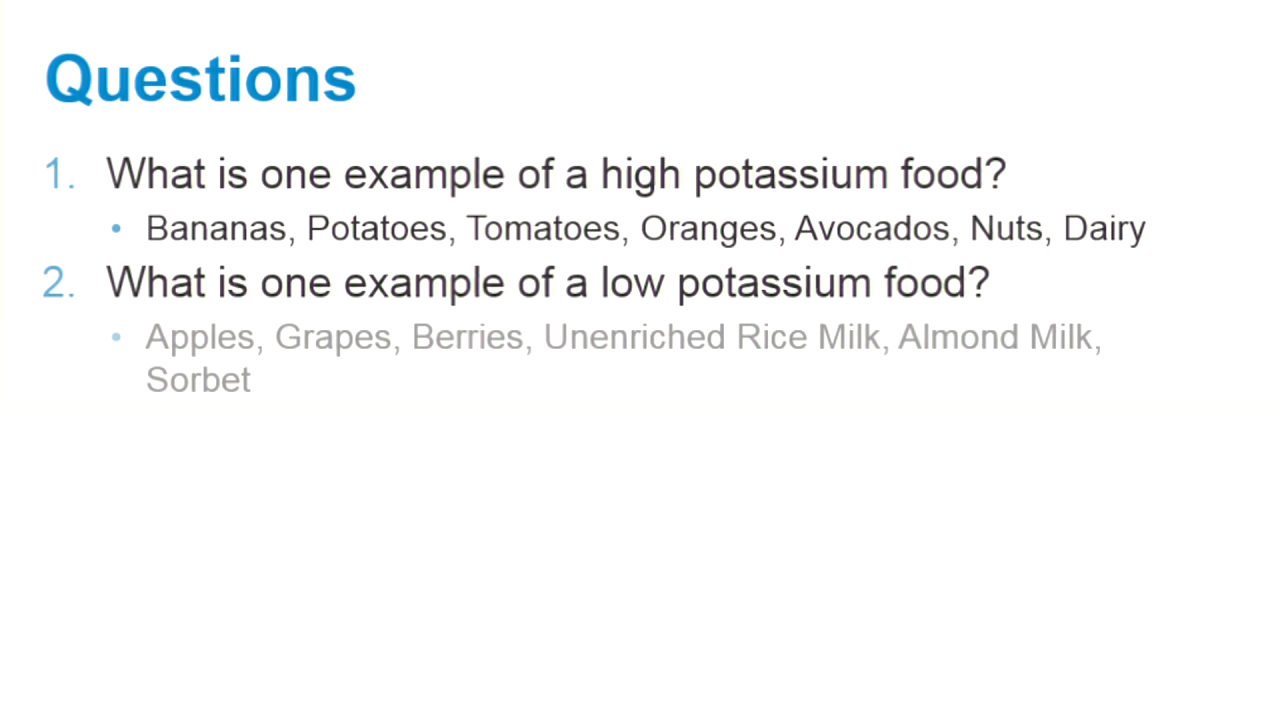 Questions
1. What is one example of a high potassium food?
• Bananas, Potatoes, Tomatoes, Oranges, Avocados, Nuts, Dairy
2. What is one example of a low potassium food?
• Apples, Grapes, Berries, Unenriched Rice Milk, Almond Milk,
Sorbet